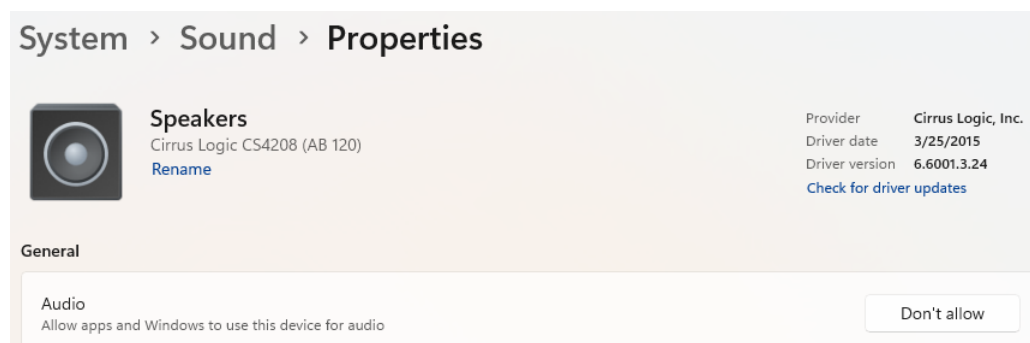 System > Sound > Properties
Speakers
Cirrus Logic CS4208 (AB 120)
Rename
Provider Cirrus Logic, Inc.
Driver date 3/25/2015
Driver version 6.6001.3.24
Check for driver updates
General
Audio
Allow apps and Windows to use this device for audio
Don't allow